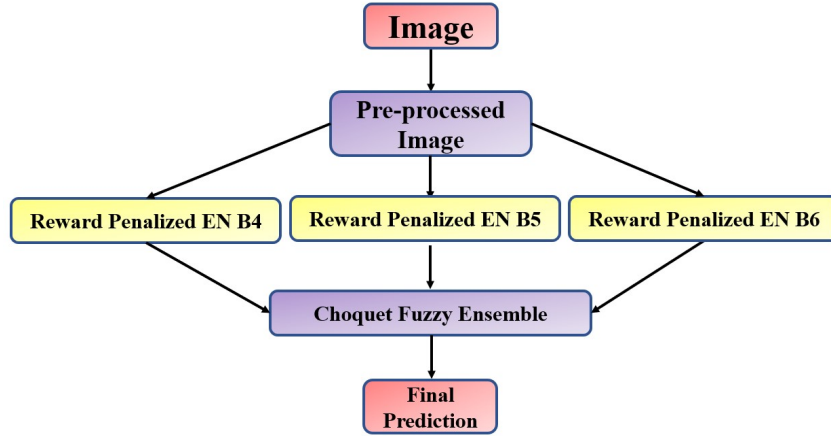 Image
Pre-processed
Image
Reward Penalized EN B4
Reward Penalized EN B5
Reward Penalized EN B6
Choquet Fuzzy Ensemble
Final
Prediction